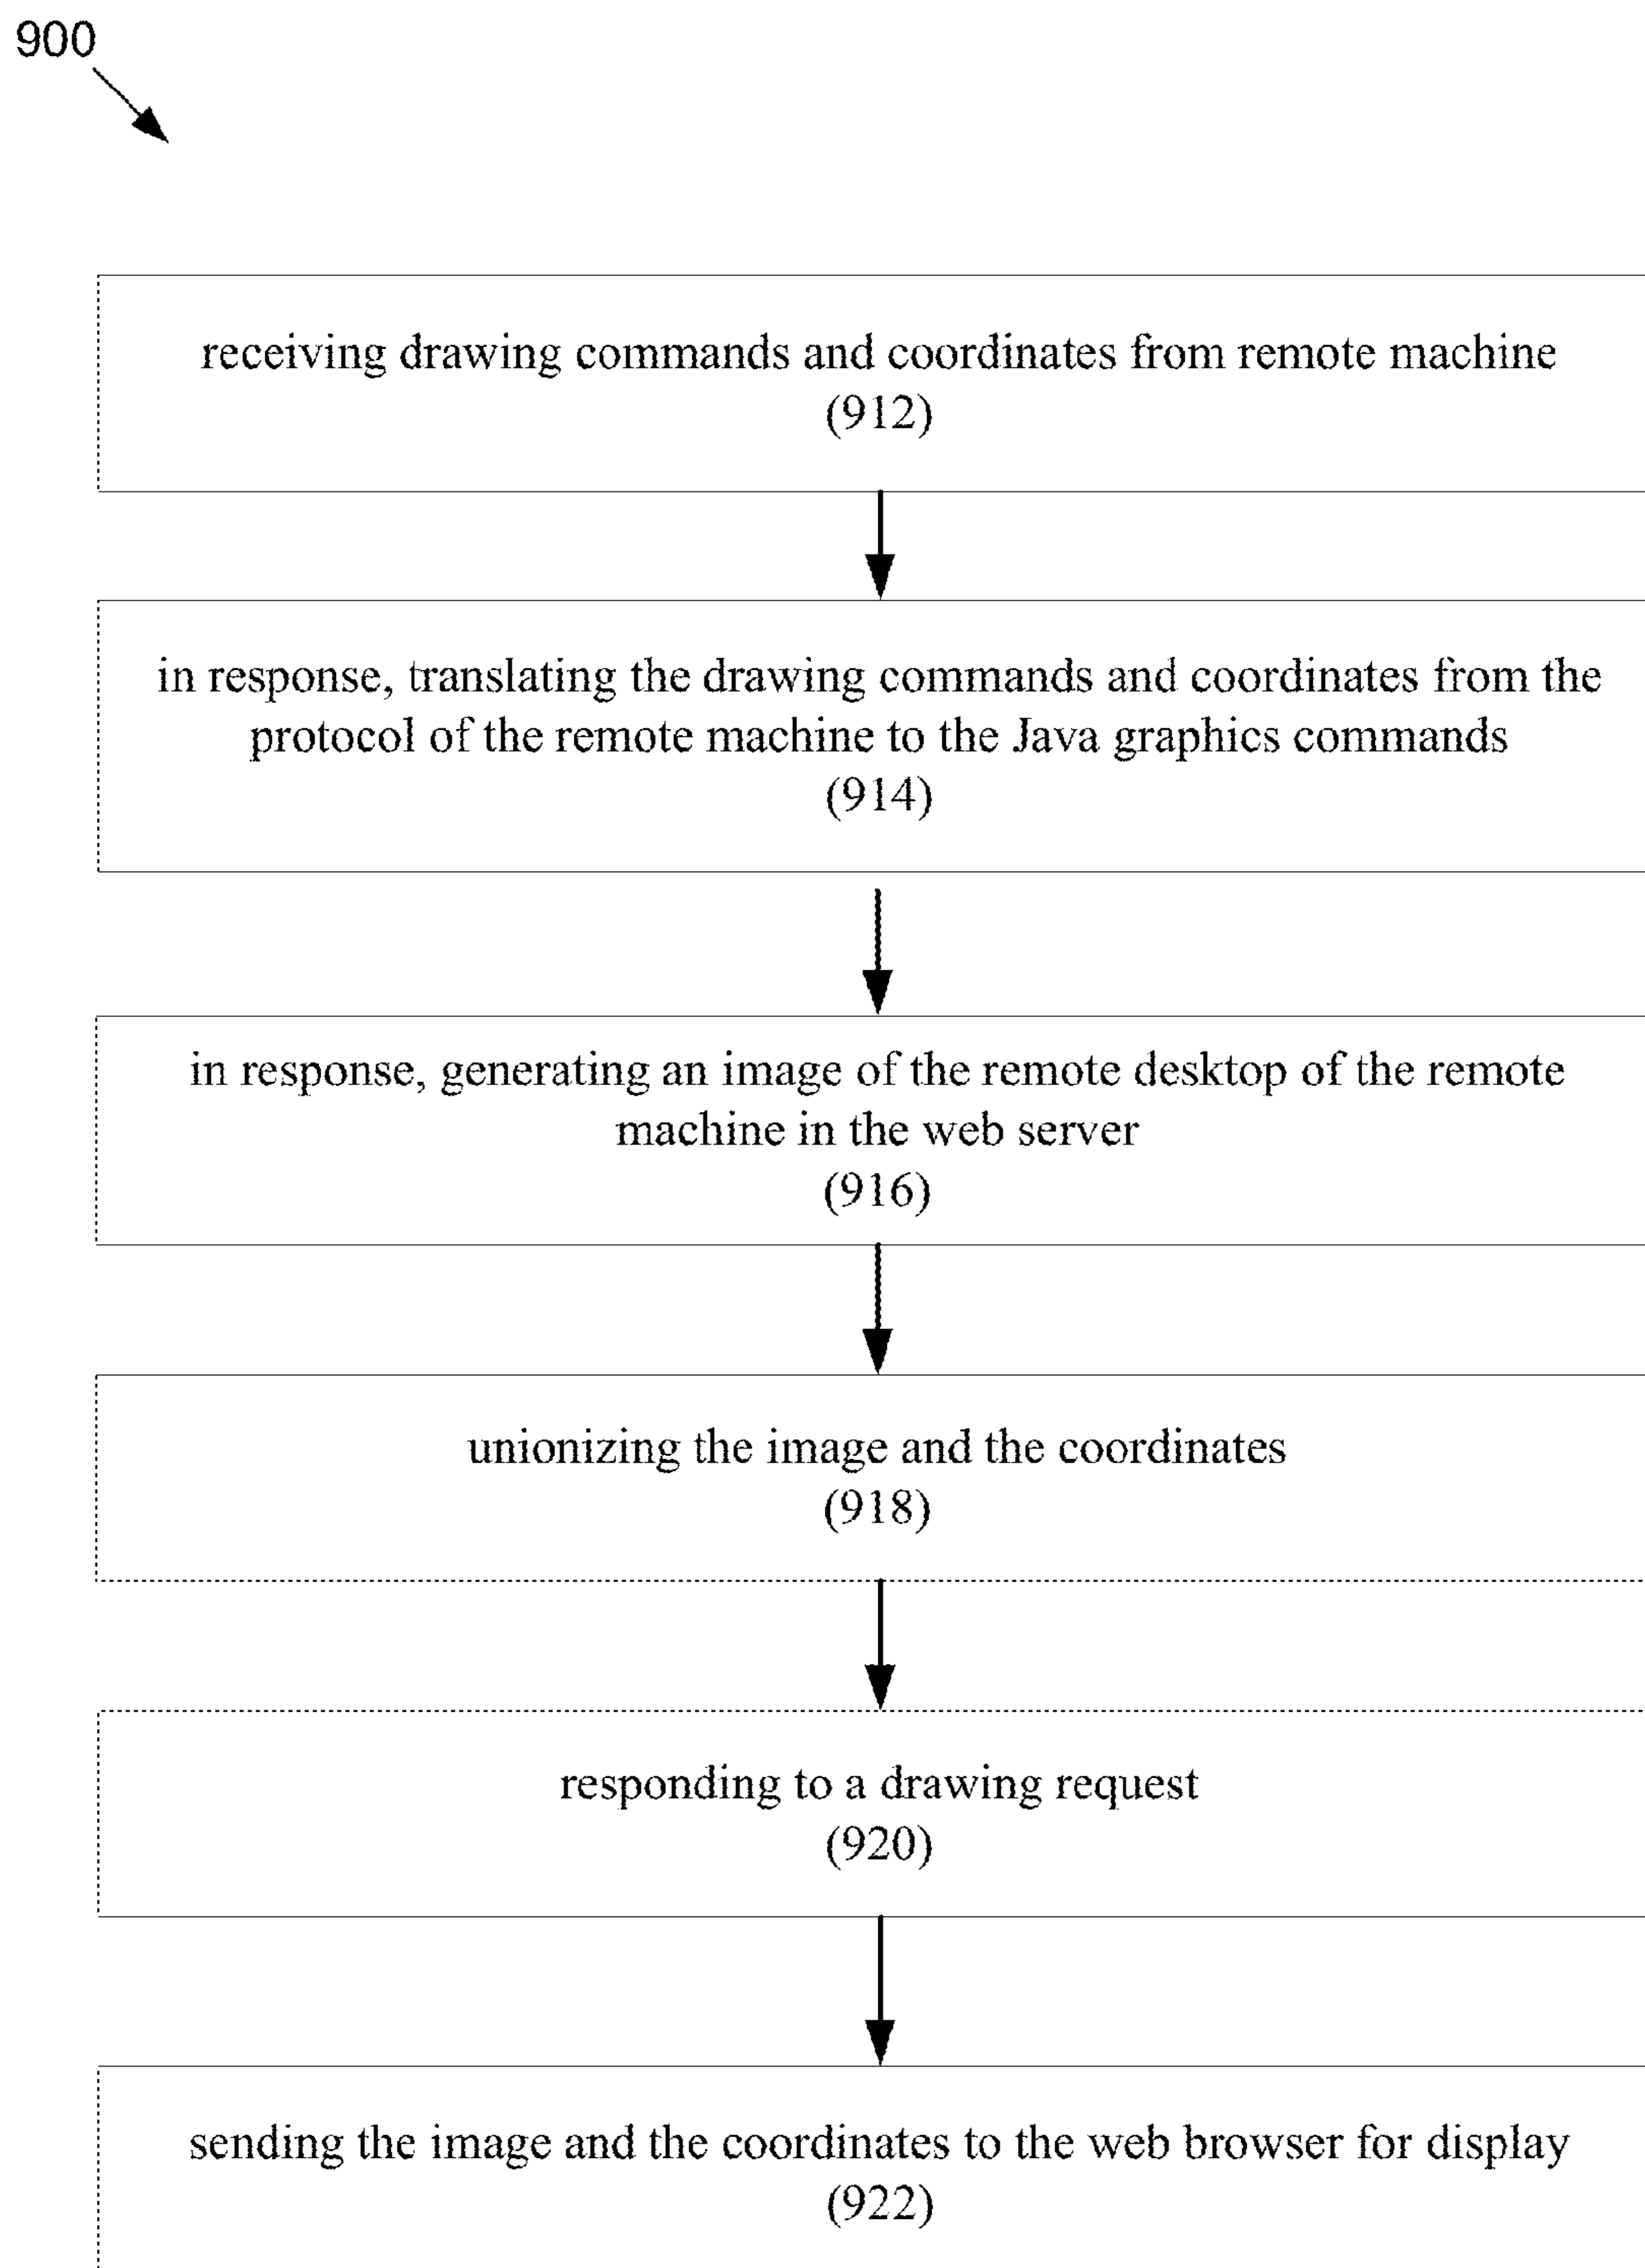 900
receiving drawing commands and coordinates from remote machine
(912)
in response, translating the drawing commands and coordinates from the
protocol of the remote machine to the Java graphics commands
(914)
in response, generating an image of the remote desktop of the remote
machine in the web server
(916)
unionizing the image and the coordinates
(918)
responding to a drawing request
(920)
sending the image and the coordinates to the web browser for display
(922)